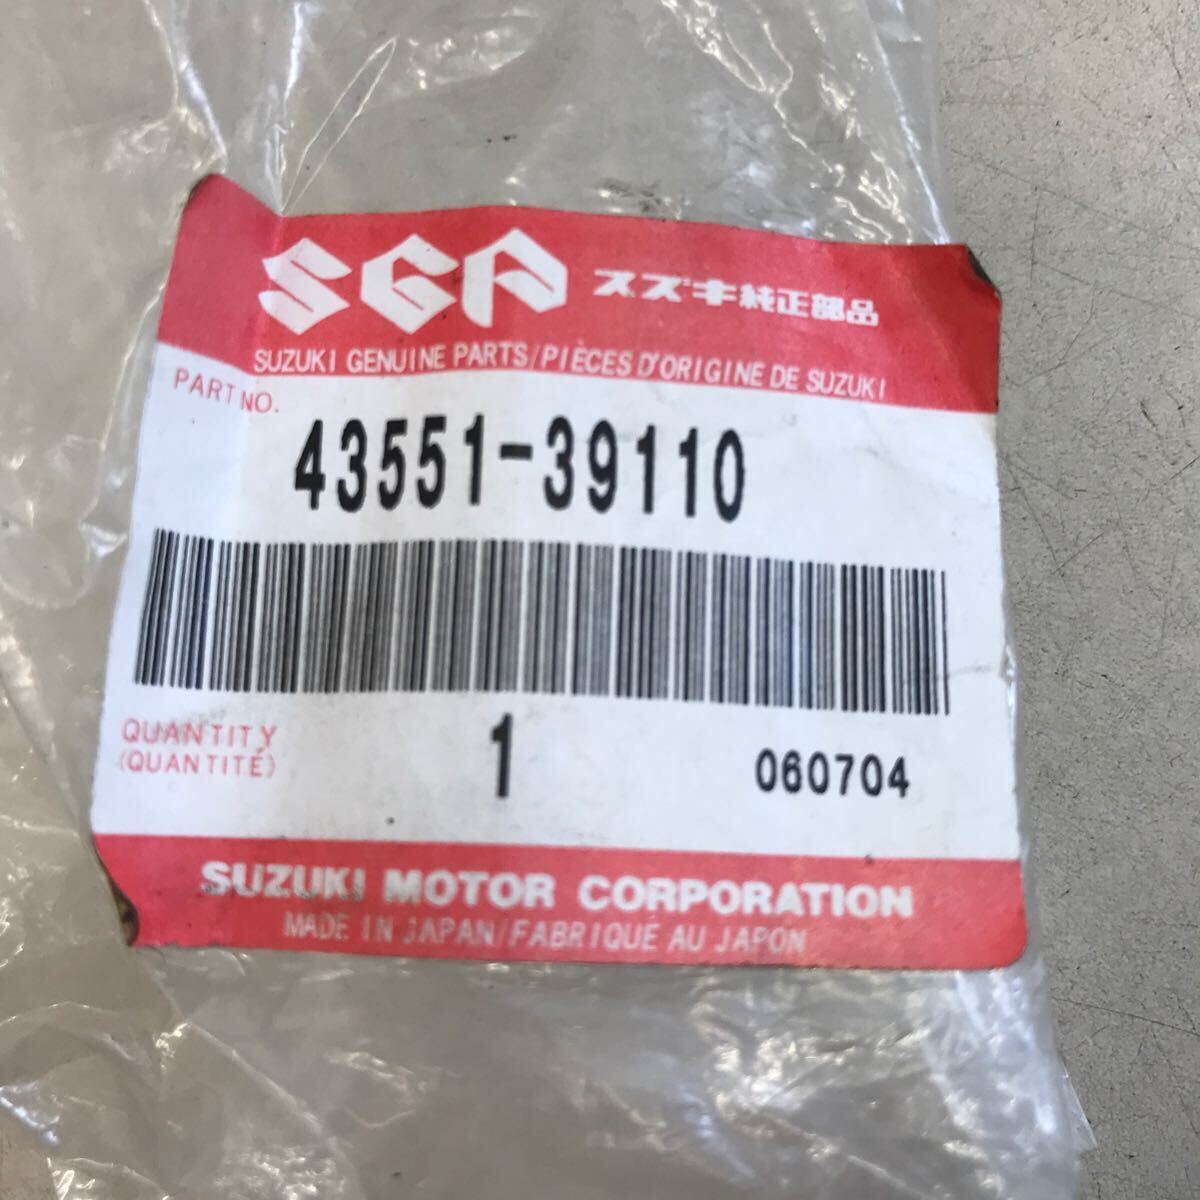 SGP スズキ純正部品
SUZUKI GENUINE PARTS/PIÈCES D'ORIGINE DE SUZUKI
PART NO.
43551-39110
QUANTITY
(QUANTITÉ)
1
060704
SUZUKI MOTOR CORPORATION
MADE IN JAPAN/FABRIQUÉ AU JAPON